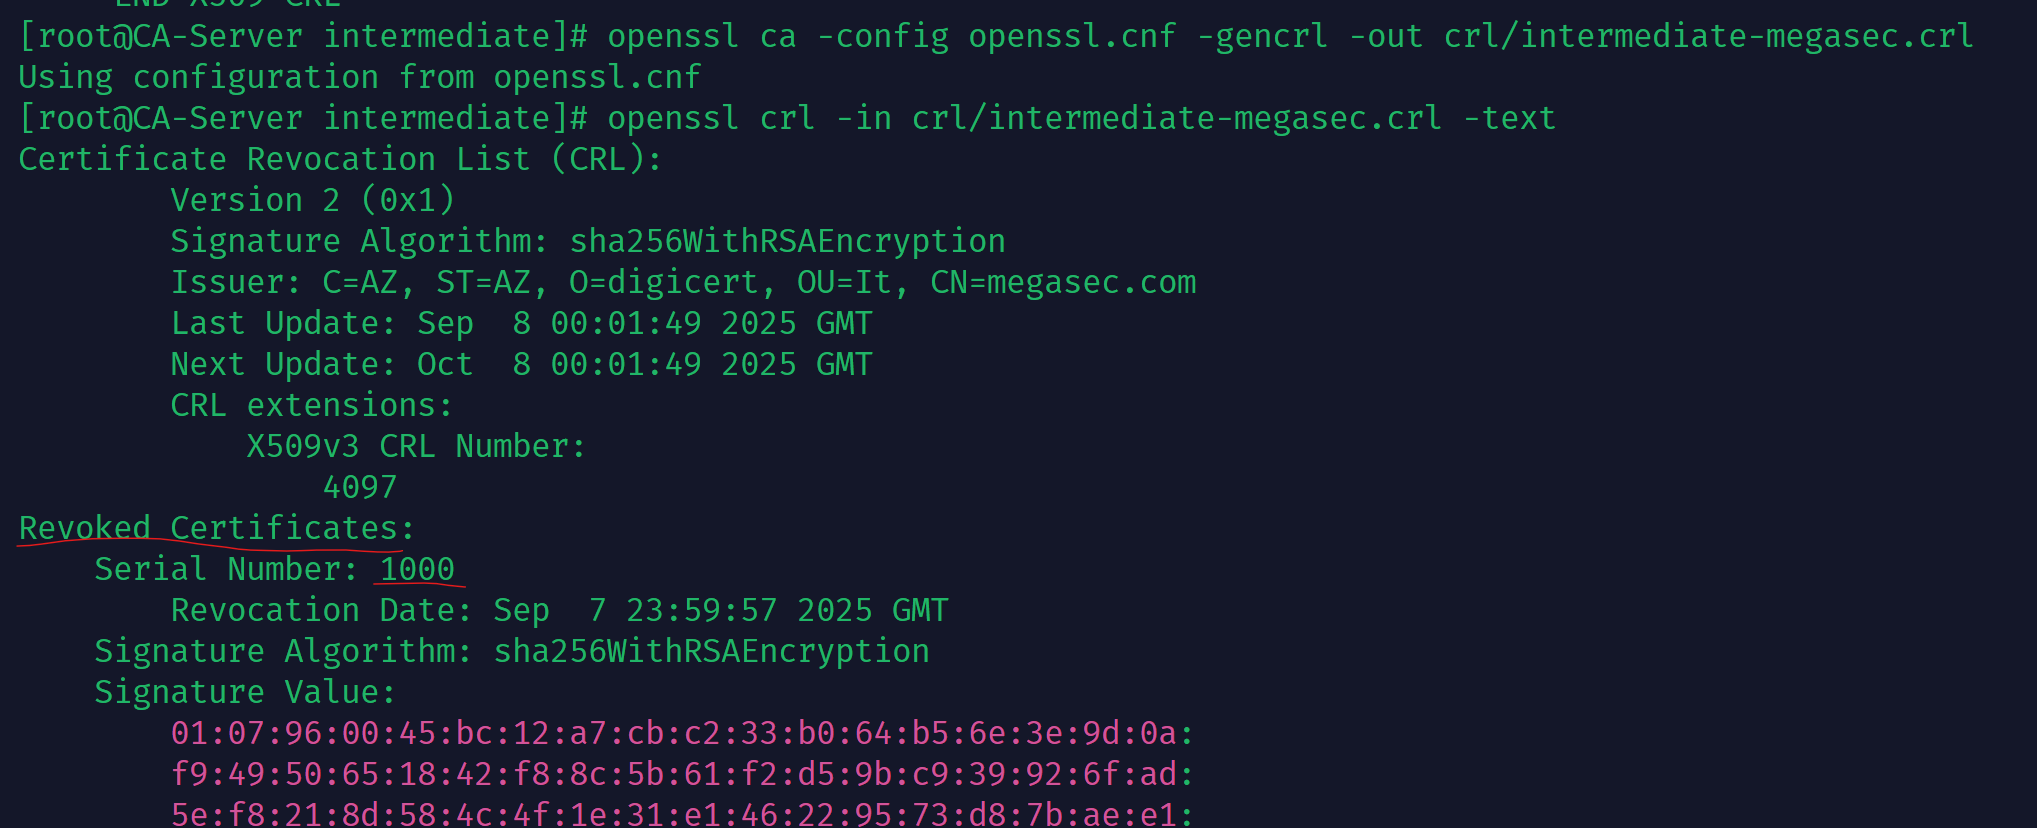 END X509 CRL
[root@CA-Server intermediate]# openssl ca -config openssl.cnf -gencrl -out crl/intermediate-megasec.crl
Using configuration from openssl.cnf
[root@CA-Server intermediate]# openssl crl -in crl/intermediate-megasec.crl -text
Certificate Revocation List (CRL):
        Version 2 (0x1)
        Signature Algorithm: sha256WithRSAEncryption
        Issuer: C=AZ, ST=AZ, O=digicert, OU=It, CN=megasec.com
        Last Update: Sep  8 00:01:49 2025 GMT
        Next Update: Oct  8 00:01:49 2025 GMT
        CRL extensions:
            X509v3 CRL Number:
                4097
Revoked Certificates:
    Serial Number: 1000
        Revocation Date: Sep  7 23:59:57 2025 GMT
    Signature Algorithm: sha256WithRSAEncryption
    Signature Value:
        01:07:96:00:45:bc:12:a7:cb:c2:33:b0:64:b5:6e:3e:9d:0a:
        f9:49:50:65:18:42:f8:8c:5b:61:f2:d5:9b:c9:39:92:6f:ad:
        5e:f8:21:8d:58:4c:4f:1e:31:e1:46:22:95:73:d8:7b:ae:e1: